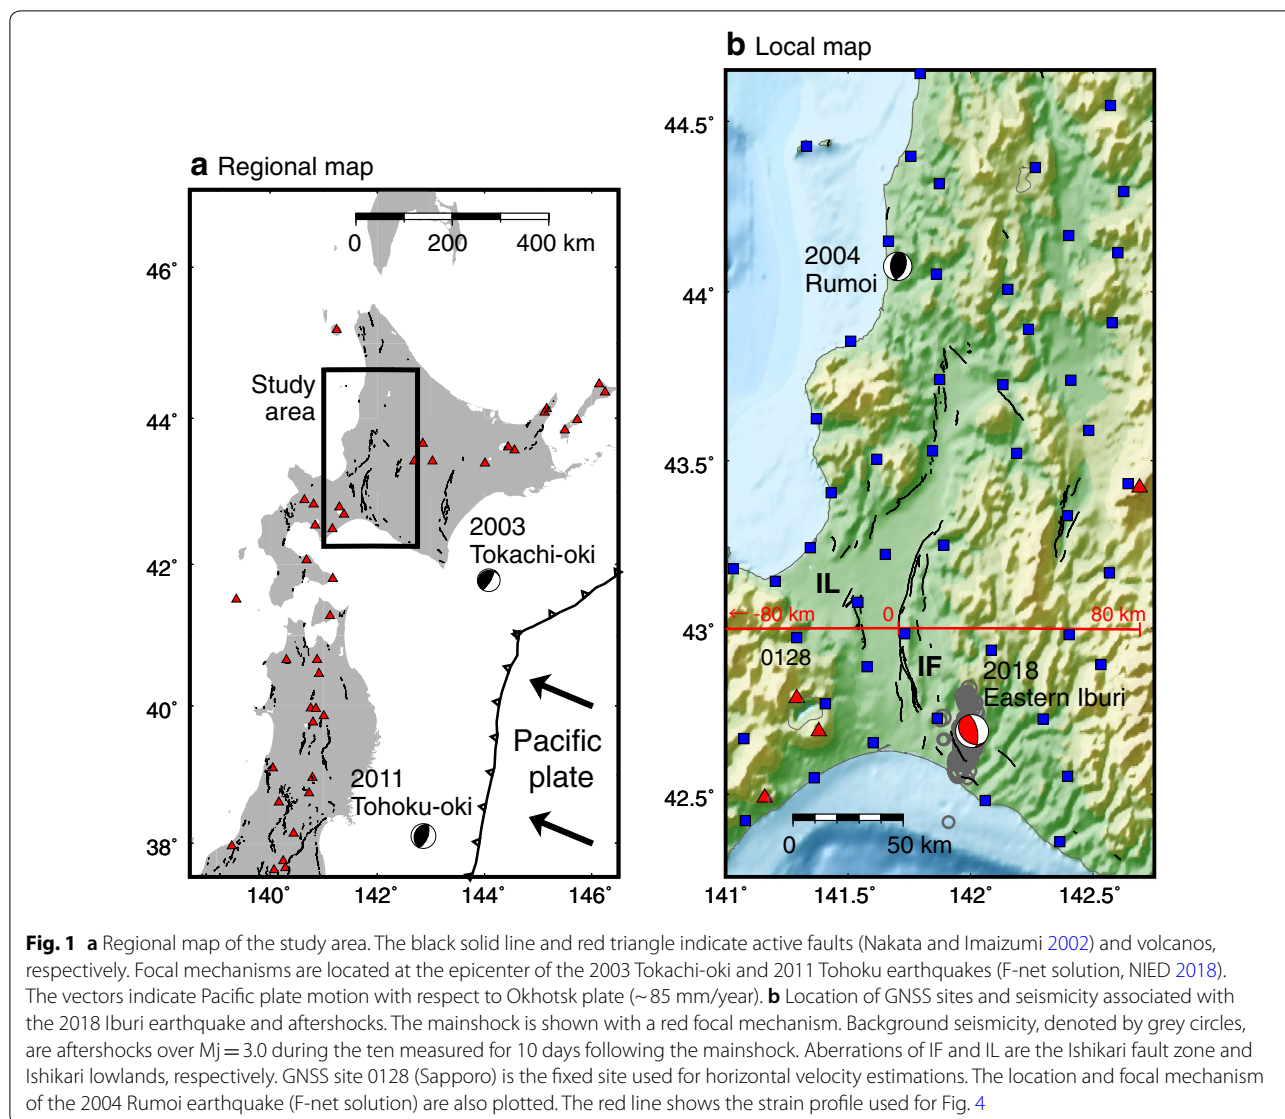 a Regional map
0 200 400 km
46°
44°
42°
40°
38°
140 142 144 146
Study
area
2003
Tokachi-oki
Pacific
plate
2011
Tohoku-oki
b Local map
44.5°
44°
43.5°
43°
42.5°
141° 141.5° 142° 142.5°
2004
Rumoi
IL
← -80 km 0 80 km
0128
IF
2018
Eastern Iburi
0 50 km
Fig. 1 a Regional map of the study area. The black solid line and red triangle indicate active faults (Nakata and Imaizumi 2002) and volcanos,
respectively. Focal mechanisms are located at the epicenter of the 2003 Tokachi-oki and 2011 Tohoku earthquakes (F-net solution, NIED 2018).
The vectors indicate Pacific plate motion with respect to Okhotsk plate (~ 85 mm/year). b Location of GNSS sites and seismicity associated with
the 2018 Iburi earthquake and aftershocks. The mainshock is shown with a red focal mechanism. Background seismicity, denoted by grey circles,
are aftershocks over Mj = 3.0 during the ten measured for 10 days following the mainshock. Aberrations of IF and IL are the Ishikari fault zone and
Ishikari lowlands, respectively. GNSS site 0128 (Sapporo) is the fixed site used for horizontal velocity estimations. The location and focal mechanism
of the 2004 Rumoi earthquake (F-net solution) are also plotted. The red line shows the strain profile used for Fig. 4